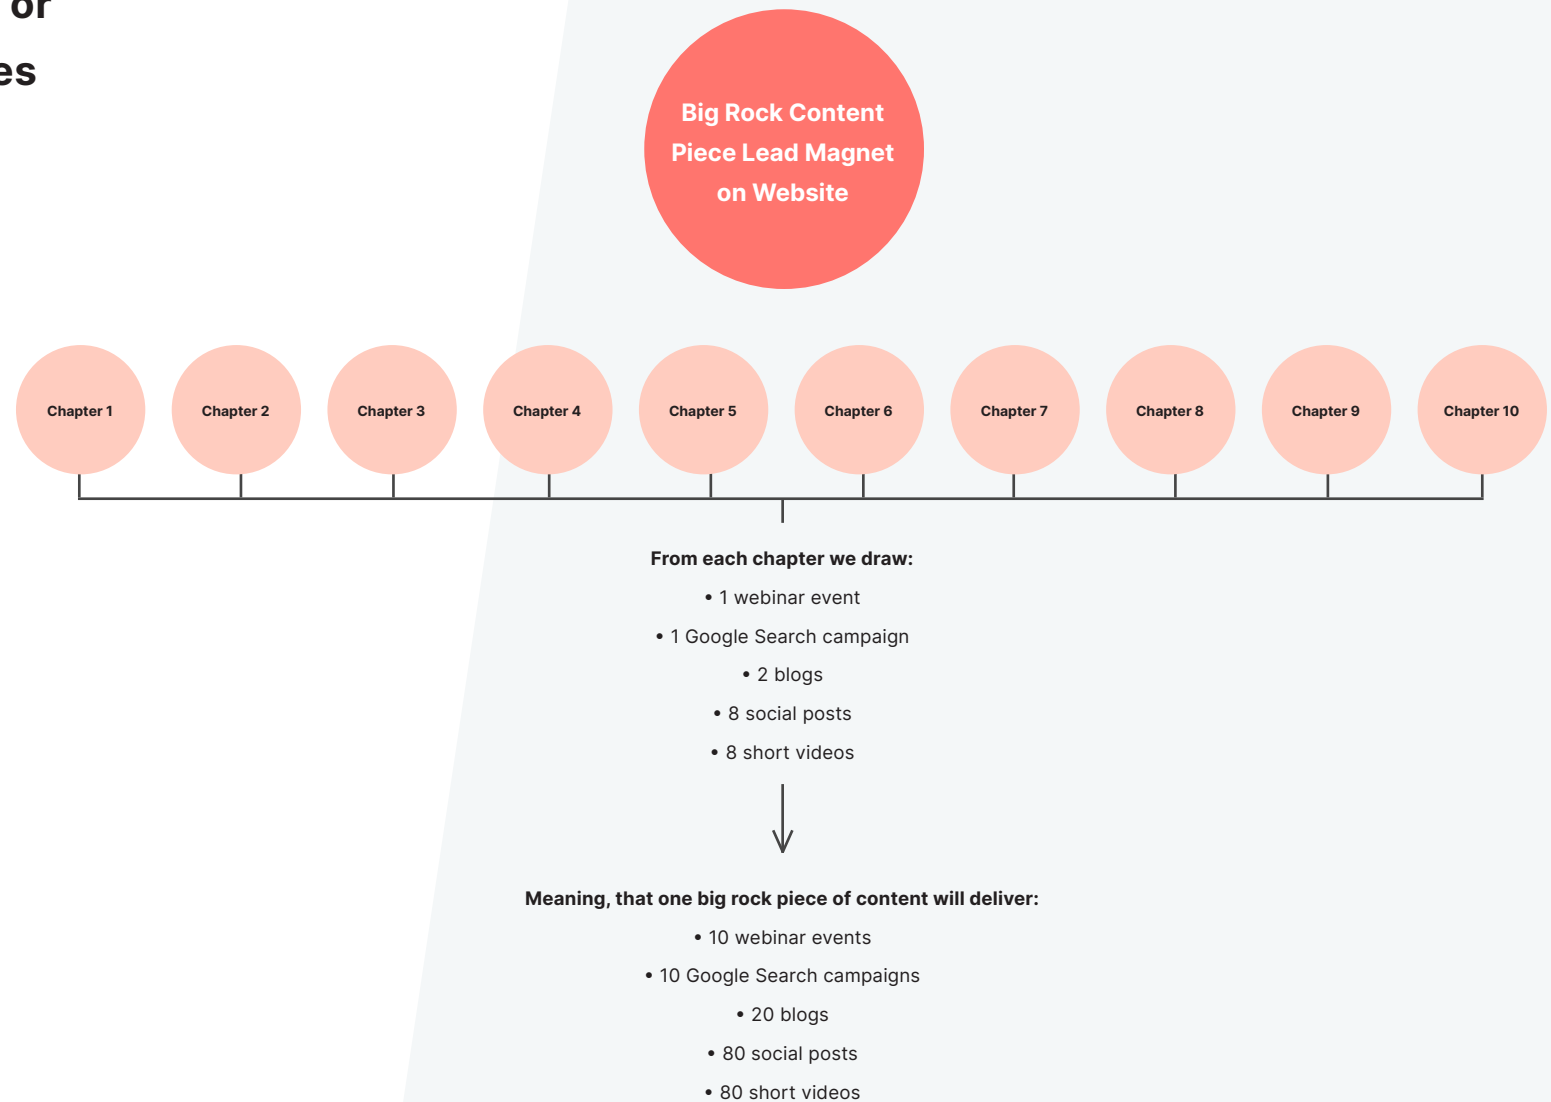 or
es
Big Rock Content
Piece Lead Magnet
on Website
Chapter 1
Chapter 2
Chapter 3
Chapter 4
Chapter 5
Chapter 6
Chapter 7
Chapter 8
Chapter 9
Chapter 10
From each chapter we draw:
• 1 webinar event
• 1 Google Search campaign
• 2 blogs
• 8 social posts
• 8 short videos
Meaning, that one big rock piece of content will deliver:
• 10 webinar events
• 10 Google Search campaigns
• 20 blogs
• 80 social posts
• 80 short videos